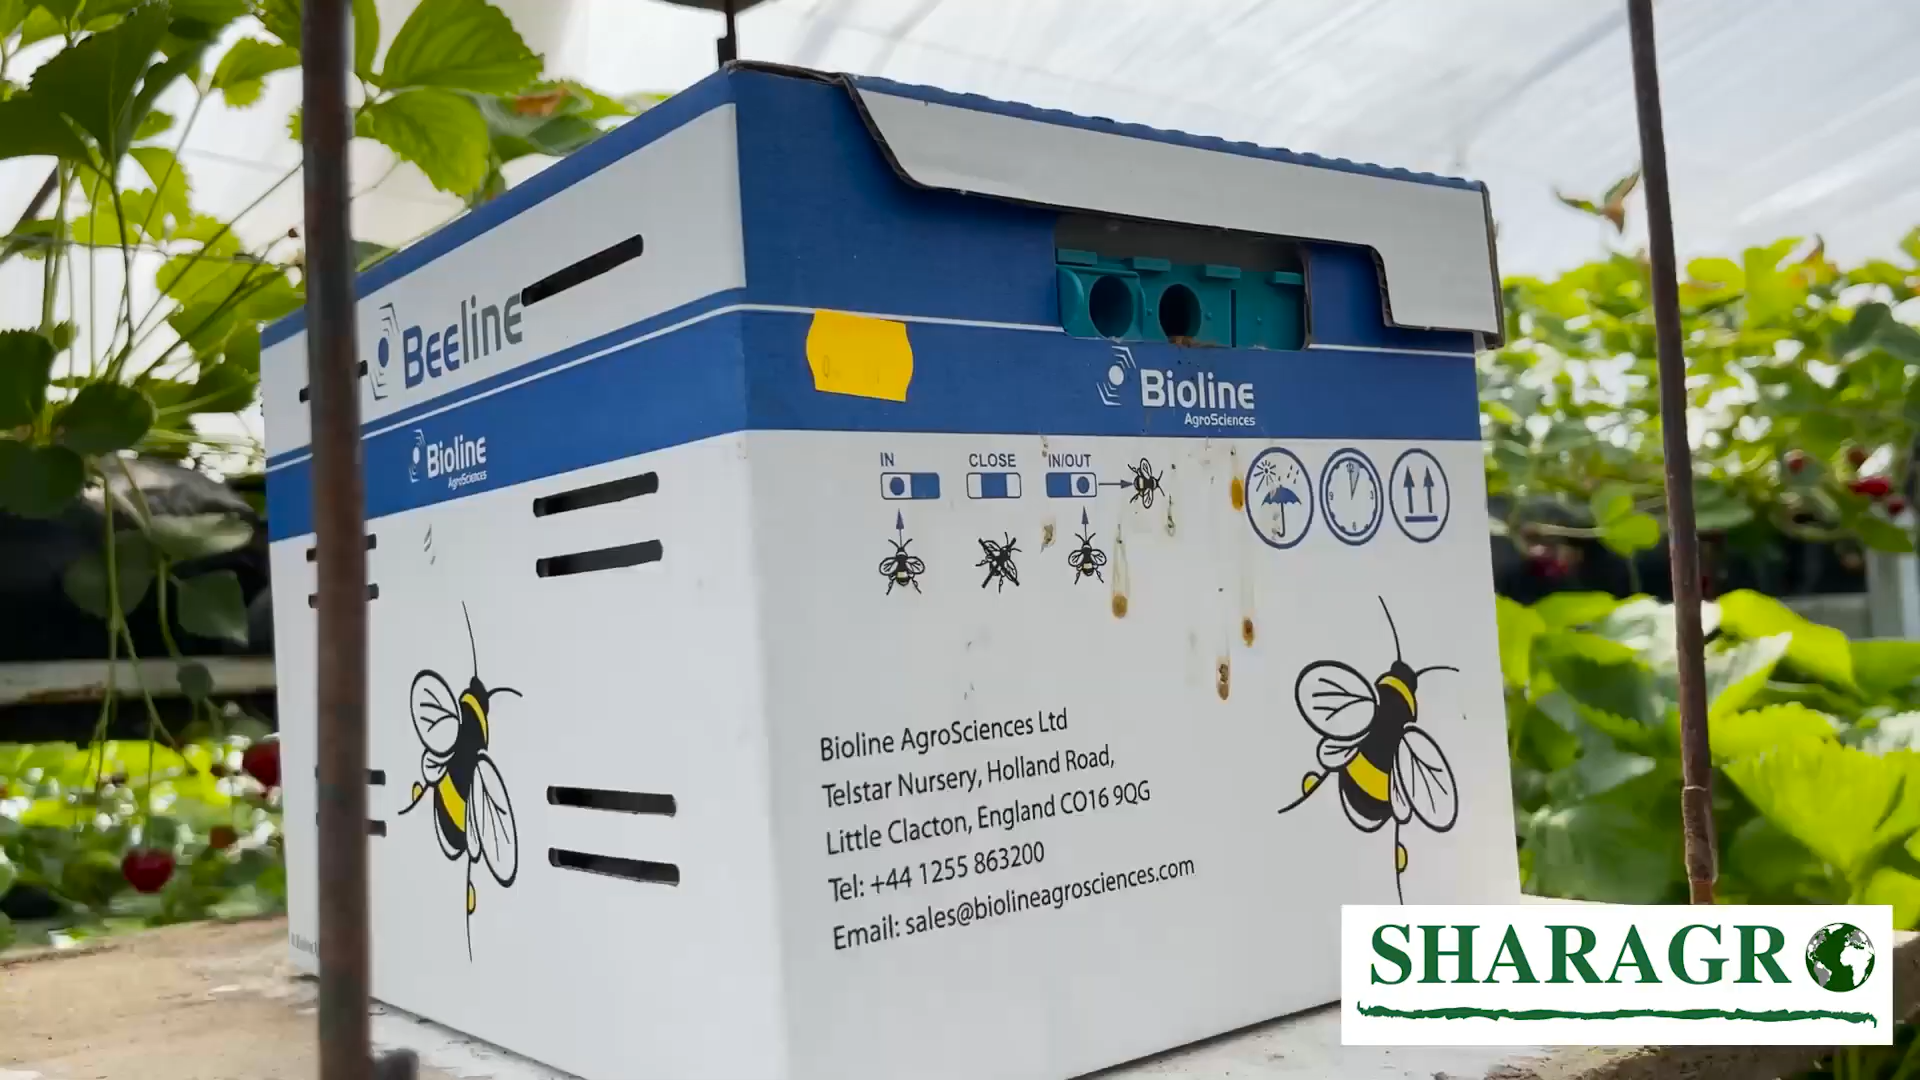 Beeline
Bioline
AgroSciences
Bioline
AgroSciences
IN
CLOSE
IN/OUT
Bioline AgroSciences Ltd
Telstar Nursery, Holland Road,
Little Clacton, England CO16 9QG
Tel: +44 1255 863200
Email: sales@biolineagrosciences.com
SHARAGRO